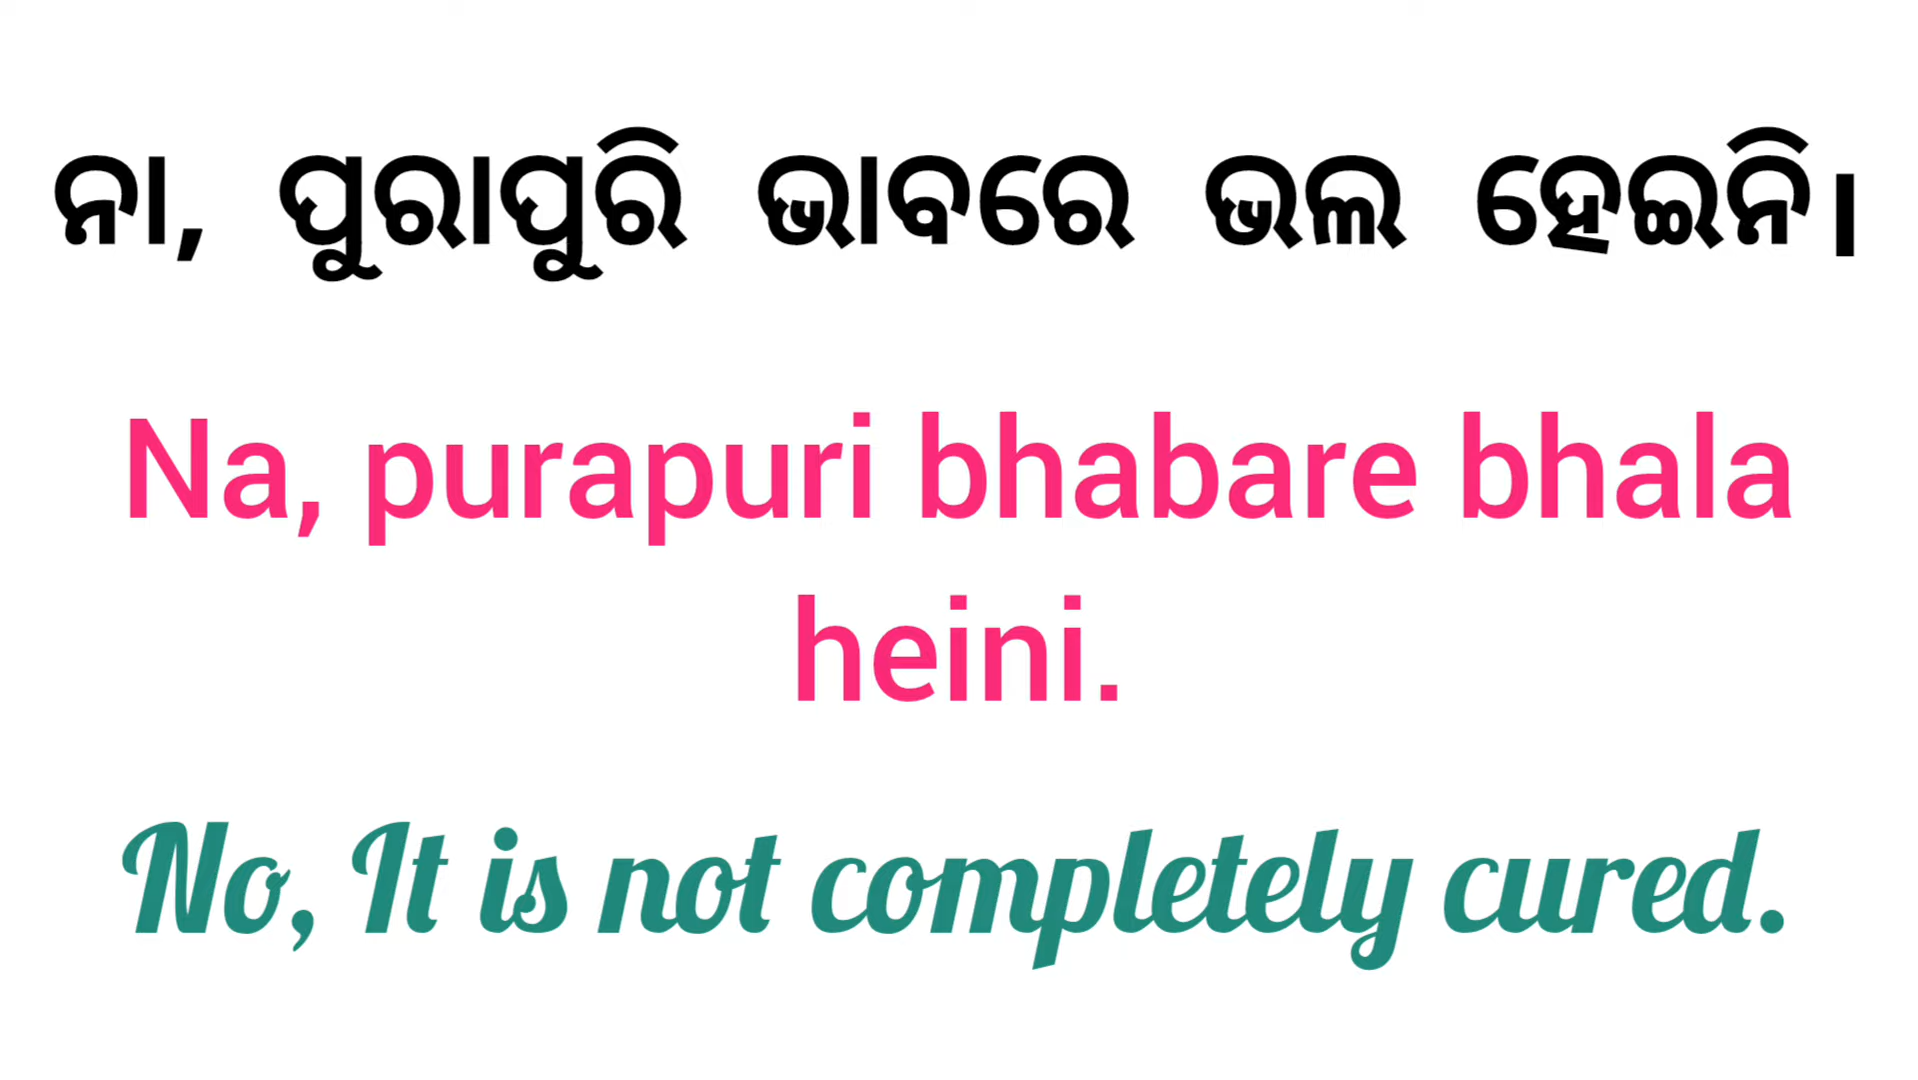 ନା, ପୁରାପୁରି ଭାବରେ ଭଲ ହେଇନି।
Na, purapuri bhabare bhala
heini.
No, It is not completely cured.